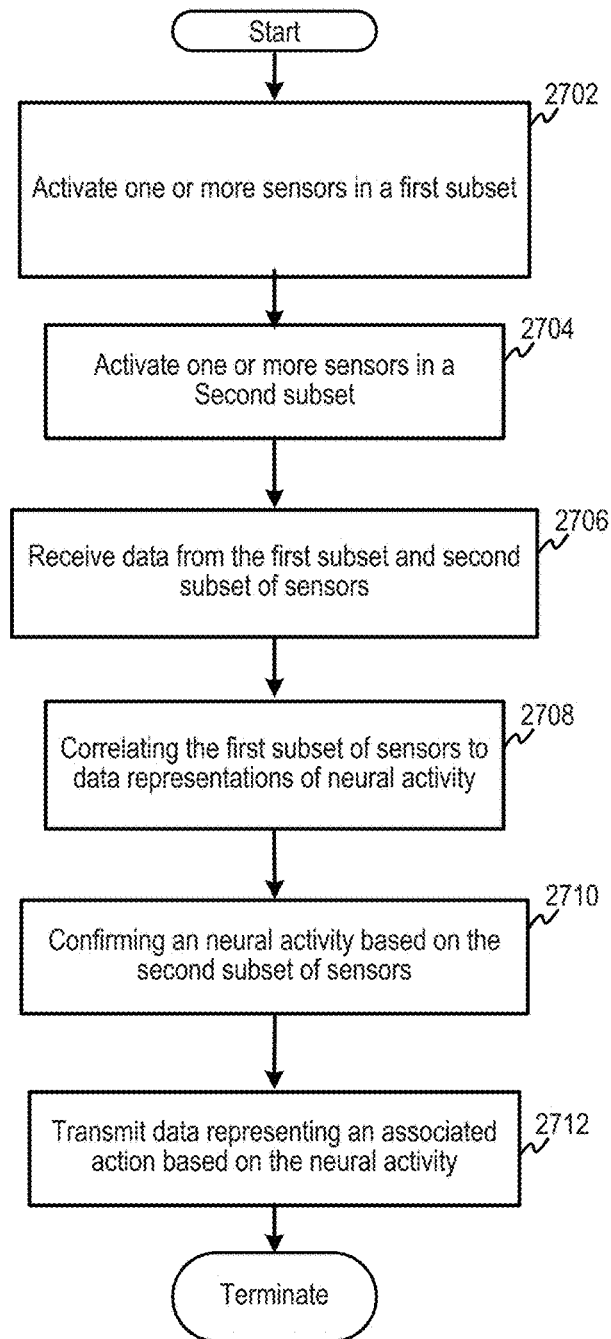 Start
2702
Activate one or more sensors in a first subset
2704
Activate one or more sensors in a
Second subset
2706
Receive data from the first subset and second
subset of sensors
2708
Correlating the first subset of sensors to
data representations of neural activity
2710
Confirming an neural activity based on the
second subset of sensors
Transmit data representing an associated
action based on the neural activity
2712
Terminate